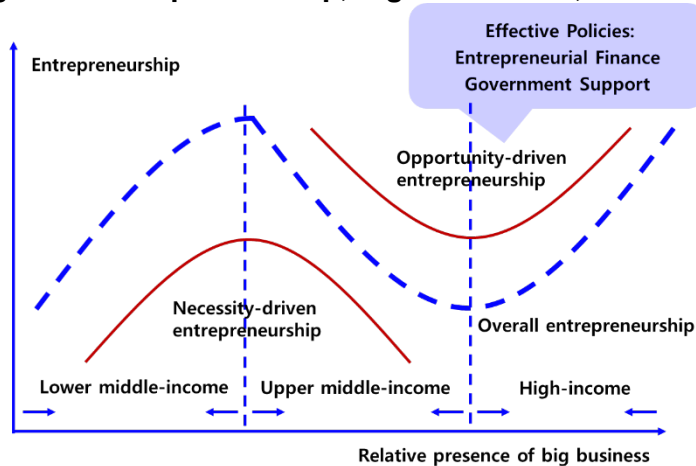 Effective Policies:
Entrepreneurial Finance
Government Support
Entrepreneurship
Opportunity-driven
entrepreneurship
Necessity-driven
entrepreneurship
Overall entrepreneurship
Lower middle-income
Upper middle-income
High-income
Relative presence of big business